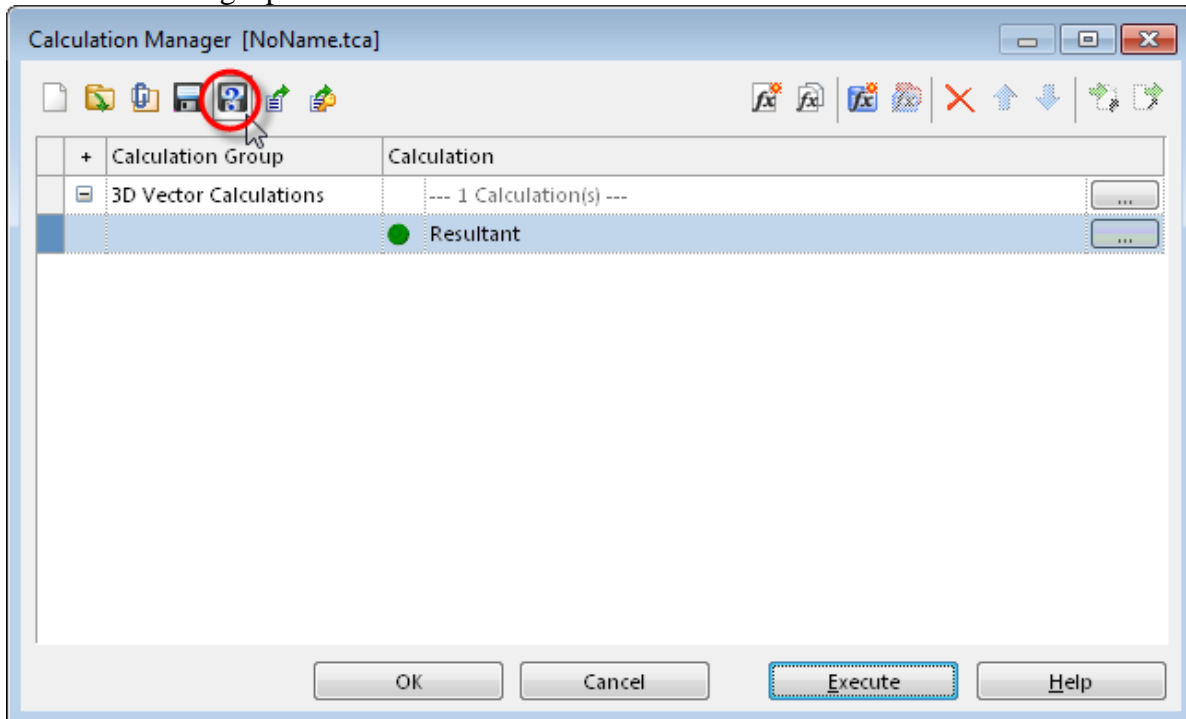 Calculation Manager [NoName.tca]
+ Calculation Group Calculation
3D Vector Calculations --- 1 Calculation(s) --- ...
Resultant ...
OK Cancel Execute Help